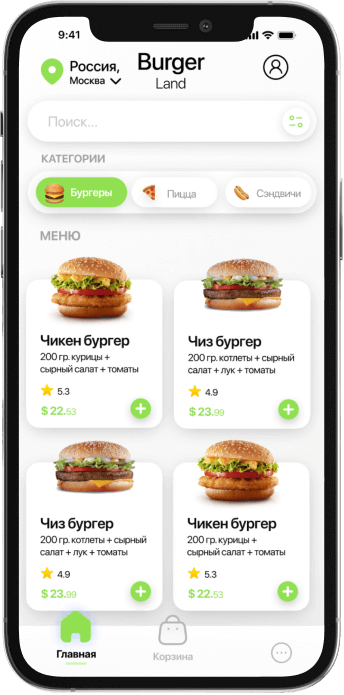 9:41
Россия,
Москва
Burger
Land
Поиск...
КАТЕГОРИИ
Бургеры
Пицца
Сэндвичи
МЕНЮ
Чикен бургер
200 гр. курицы +
сырный салат + томаты
5.3
$ 22.53
Чиз бургер
200 гр. котлеты + сырный
салат + лук + томаты
4.9
$ 23.99
Чиз бургер
200 гр. котлеты + сырный
салат + лук + томаты
4.9
$ 23.99
Чикен бургер
200 гр. курицы +
сырный салат + томаты
5.3
$ 22.53
Главная
Корзина